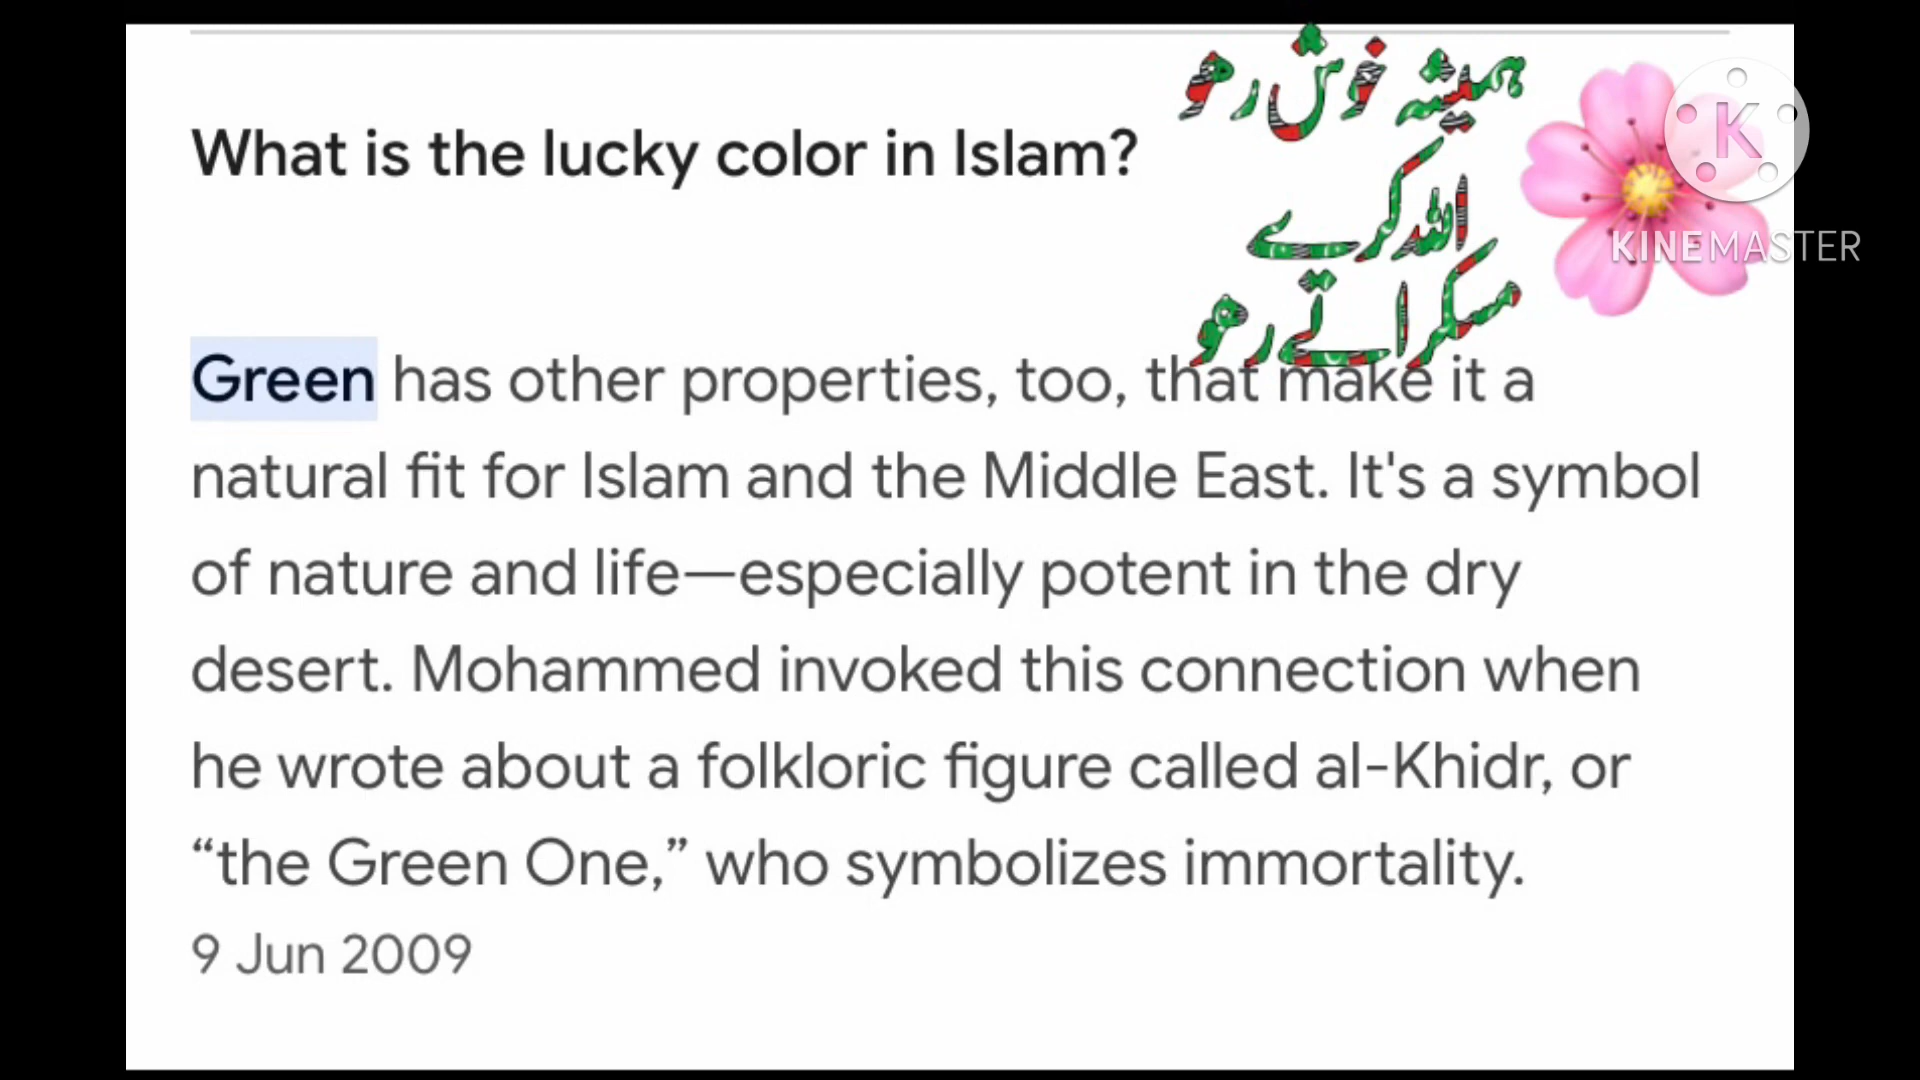 What is the lucky color in Islam?
ہمیشہ خوش رھو
اللہ کرے
مسکراتے رھو
K
KINEMASTER
Green has other properties, too, that make it a
natural fit for Islam and the Middle East. It's a symbol
of nature and life—especially potent in the dry
desert. Mohammed invoked this connection when
he wrote about a folkloric figure called al-Khidr, or
“the Green One,” who symbolizes immortality.
9 Jun 2009